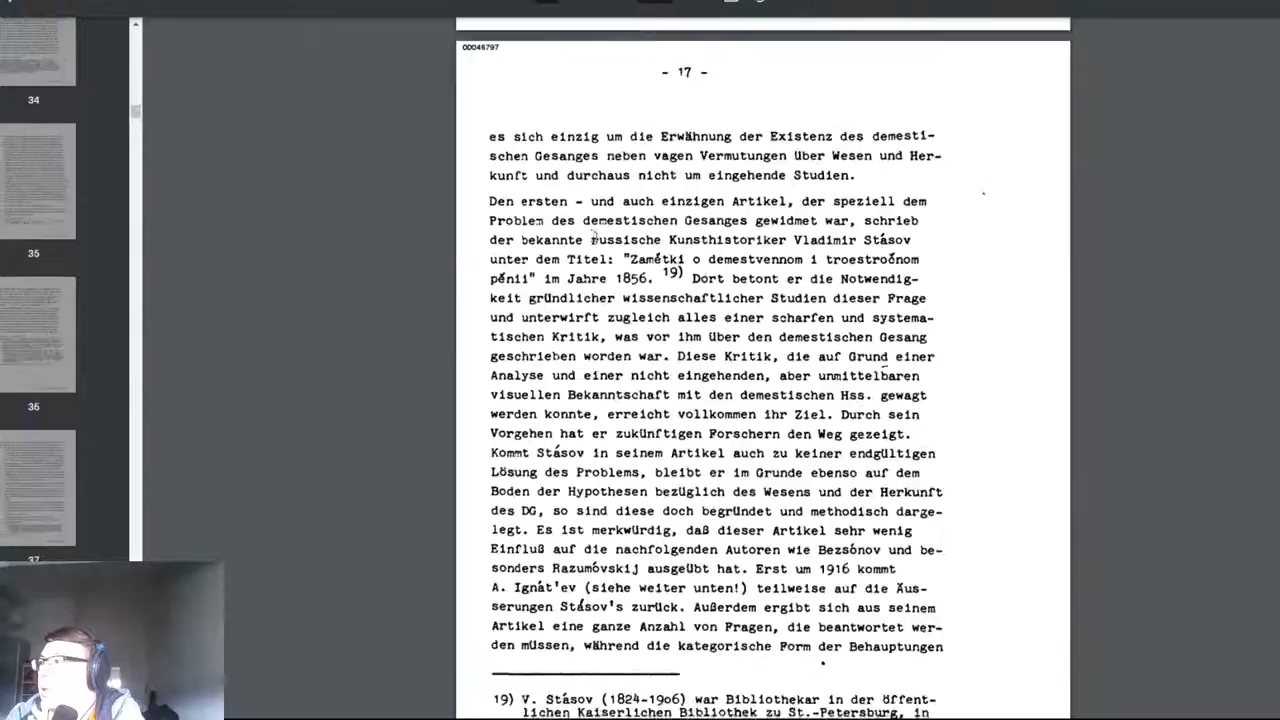 34
35
36
37
00046797
- 17 -
es sich einzig um die Erwähnung der Existenz des demesti-
schen Gesanges neben vagen Vermutungen über Wesen und Her-
kunft und durchaus nicht um eingehende Studien.
Den ersten - und auch einzigen Artikel, der speziell dem
Problem des demestischen Gesanges gewidmet war, schrieb
der bekannte Russische Kunsthistoriker Vladimir Stásov
unter dem Titel: "Zamétki o demestvennom i troestročnom
pěnii" im Jahre 1856. 19) Dort betont er die Notwendig-
keit gründlicher wissenschaftlicher Studien dieser Frage
und unterwirft zugleich alles einer scharfen und systema-
tischen Kritik, was vor ihm über den demestischen Gesang
geschrieben worden war. Diese Kritik, die auf Grund einer
Analyse und einer nicht eingehenden, aber unmittelbaren
visuellen Bekanntschaft mit den demestischen Hss. gewagt
werden konnte, erreicht vollkommen ihr Ziel. Durch sein
Vorgehen hat er zukünftigen Forschern den Weg gezeigt.
Kommt Stásov in seinem Artikel auch zu keiner endgültigen
Lösung des Problems, bleibt er im Grunde ebenso auf dem
Boden der Hypothesen bezüglich des Wesens und der Herkunft
des DG, so sind diese doch begründet und methodisch darge-
legt. Es ist merkwürdig, daß dieser Artikel sehr wenig
Einfluß auf die nachfolgenden Autoren wie Bezsónov und be-
sonders Razumóvskij ausgeübt hat. Erst um 1916 kommt
A. Ignát'ev (siehe weiter unten!) teilweise auf die Äus-
serungen Stásov's zurück. Außerdem ergibt sich aus seinem
Artikel eine ganze Anzahl von Fragen, die beantwortet wer-
den müssen, während die kategorische Form der Behauptungen
19) V. Stásov (1824-1906) war Bibliothekar in der öffent-
lichen Kaiserlichen Bibliothek zu St.-Petersburg, in